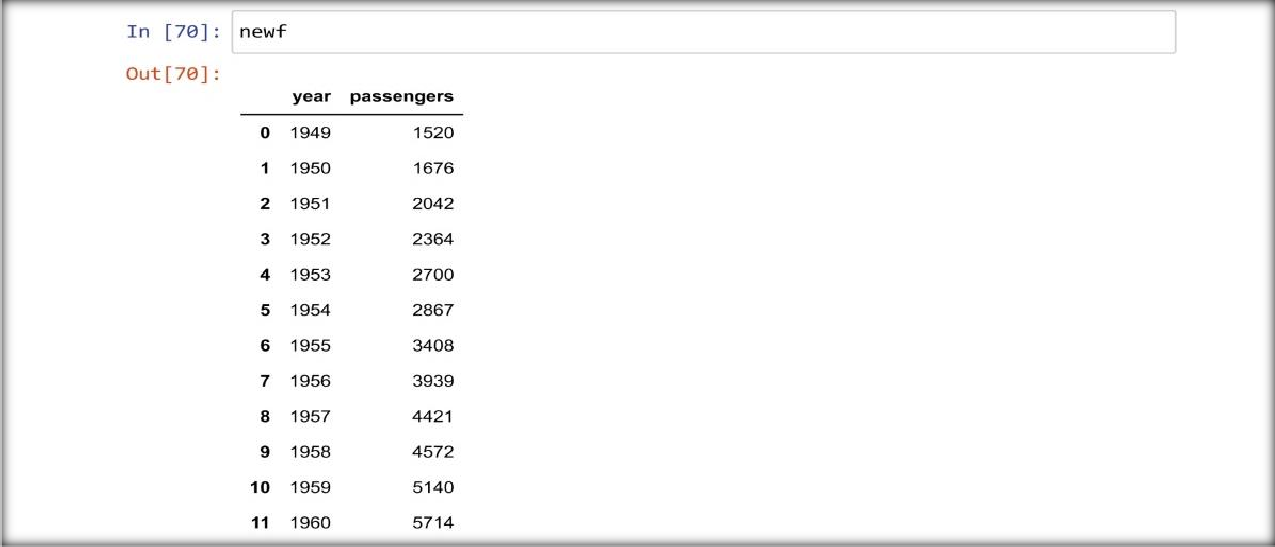 In [70]: newf
Out[70]:
year passengers
0 1949 1520
1 1950 1676
2 1951 2042
3 1952 2364
4 1953 2700
5 1954 2867
6 1955 3408
7 1956 3939
8 1957 4421
9 1958 4572
10 1959 5140
11 1960 5714